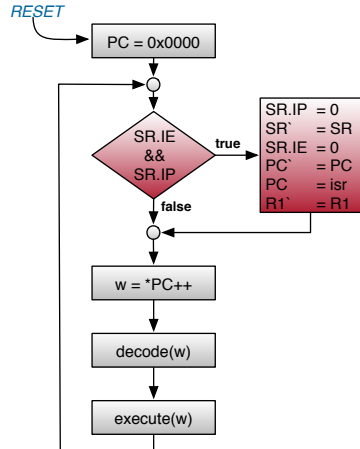 RESET
PC = 0x0000
SR.IE
&&
SR.IP
true
false
SR.IP = 0
SR` = SR
SR.IE = 0
PC` = PC
PC = isr
R1` = R1
w = *PC++
decode(w)
execute(w)